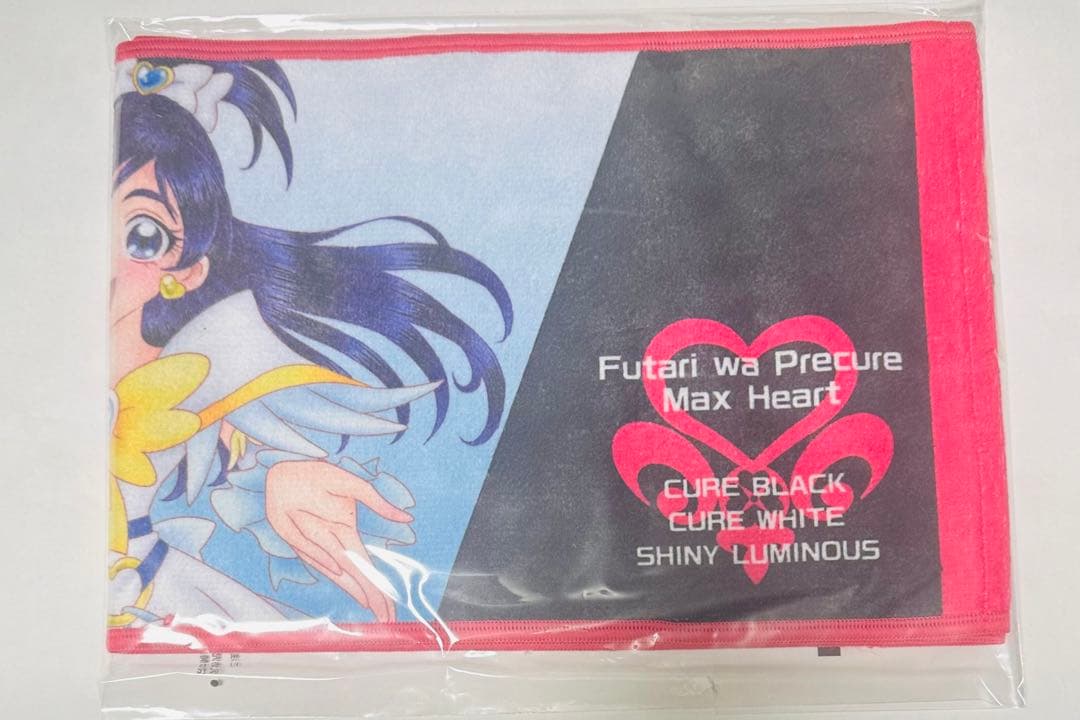 Futari wa Precure
Max Heart
CURE BLACK
CURE WHITE
SHINY LUMINOUS